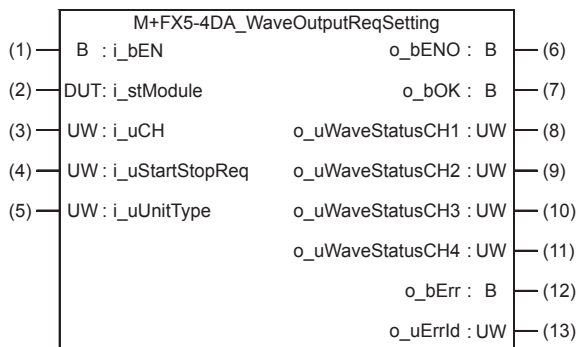 M+FX5-4DA_WaveOutputReqSetting
(1) B : i_bEN o_bENO : B (6)
(2) DUT: i_stModule o_bOK : B (7)
(3) UW : i_uCH o_uWaveStatusCH1 : UW (8)
(4) UW : i_uStartStopReq o_uWaveStatusCH2 : UW (9)
(5) UW : i_uUnitType o_uWaveStatusCH3 : UW (10)
o_uWaveStatusCH4 : UW (11)
o_bErr : B (12)
o_uErrId : UW (13)